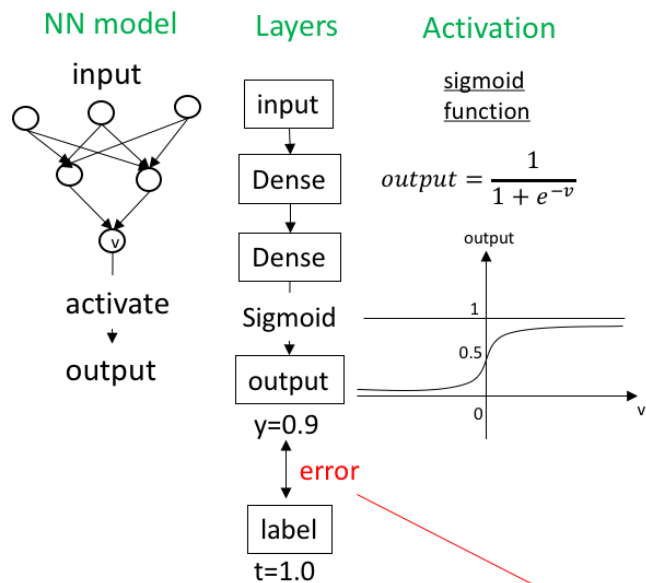 NN model
input
v
activate
output
Layers
input
Dense
Dense
Sigmoid
output
y=0.9
error
label
t=1.0
Activation
sigmoid
function
output = 1 / (1 + e^{-v})
output
1
0.5
0
v